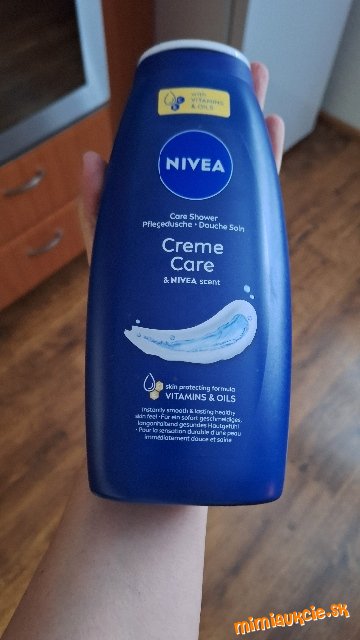 with
VITAMINS
& OILS
NIVEA
Care Shower
Pflegedusche • Douche Soin
Creme
Care
& NIVEA scent
skin protecting formula
VITAMINS & OILS
Instantly smooth & lasting healthy
skin feel • Für ein sofort geschmeidiges,
langanhaltend gesundes Hautgefühl
• Pour la sensation durable d'une peau
immédiatement douce et saine
mimiaukcie.sk